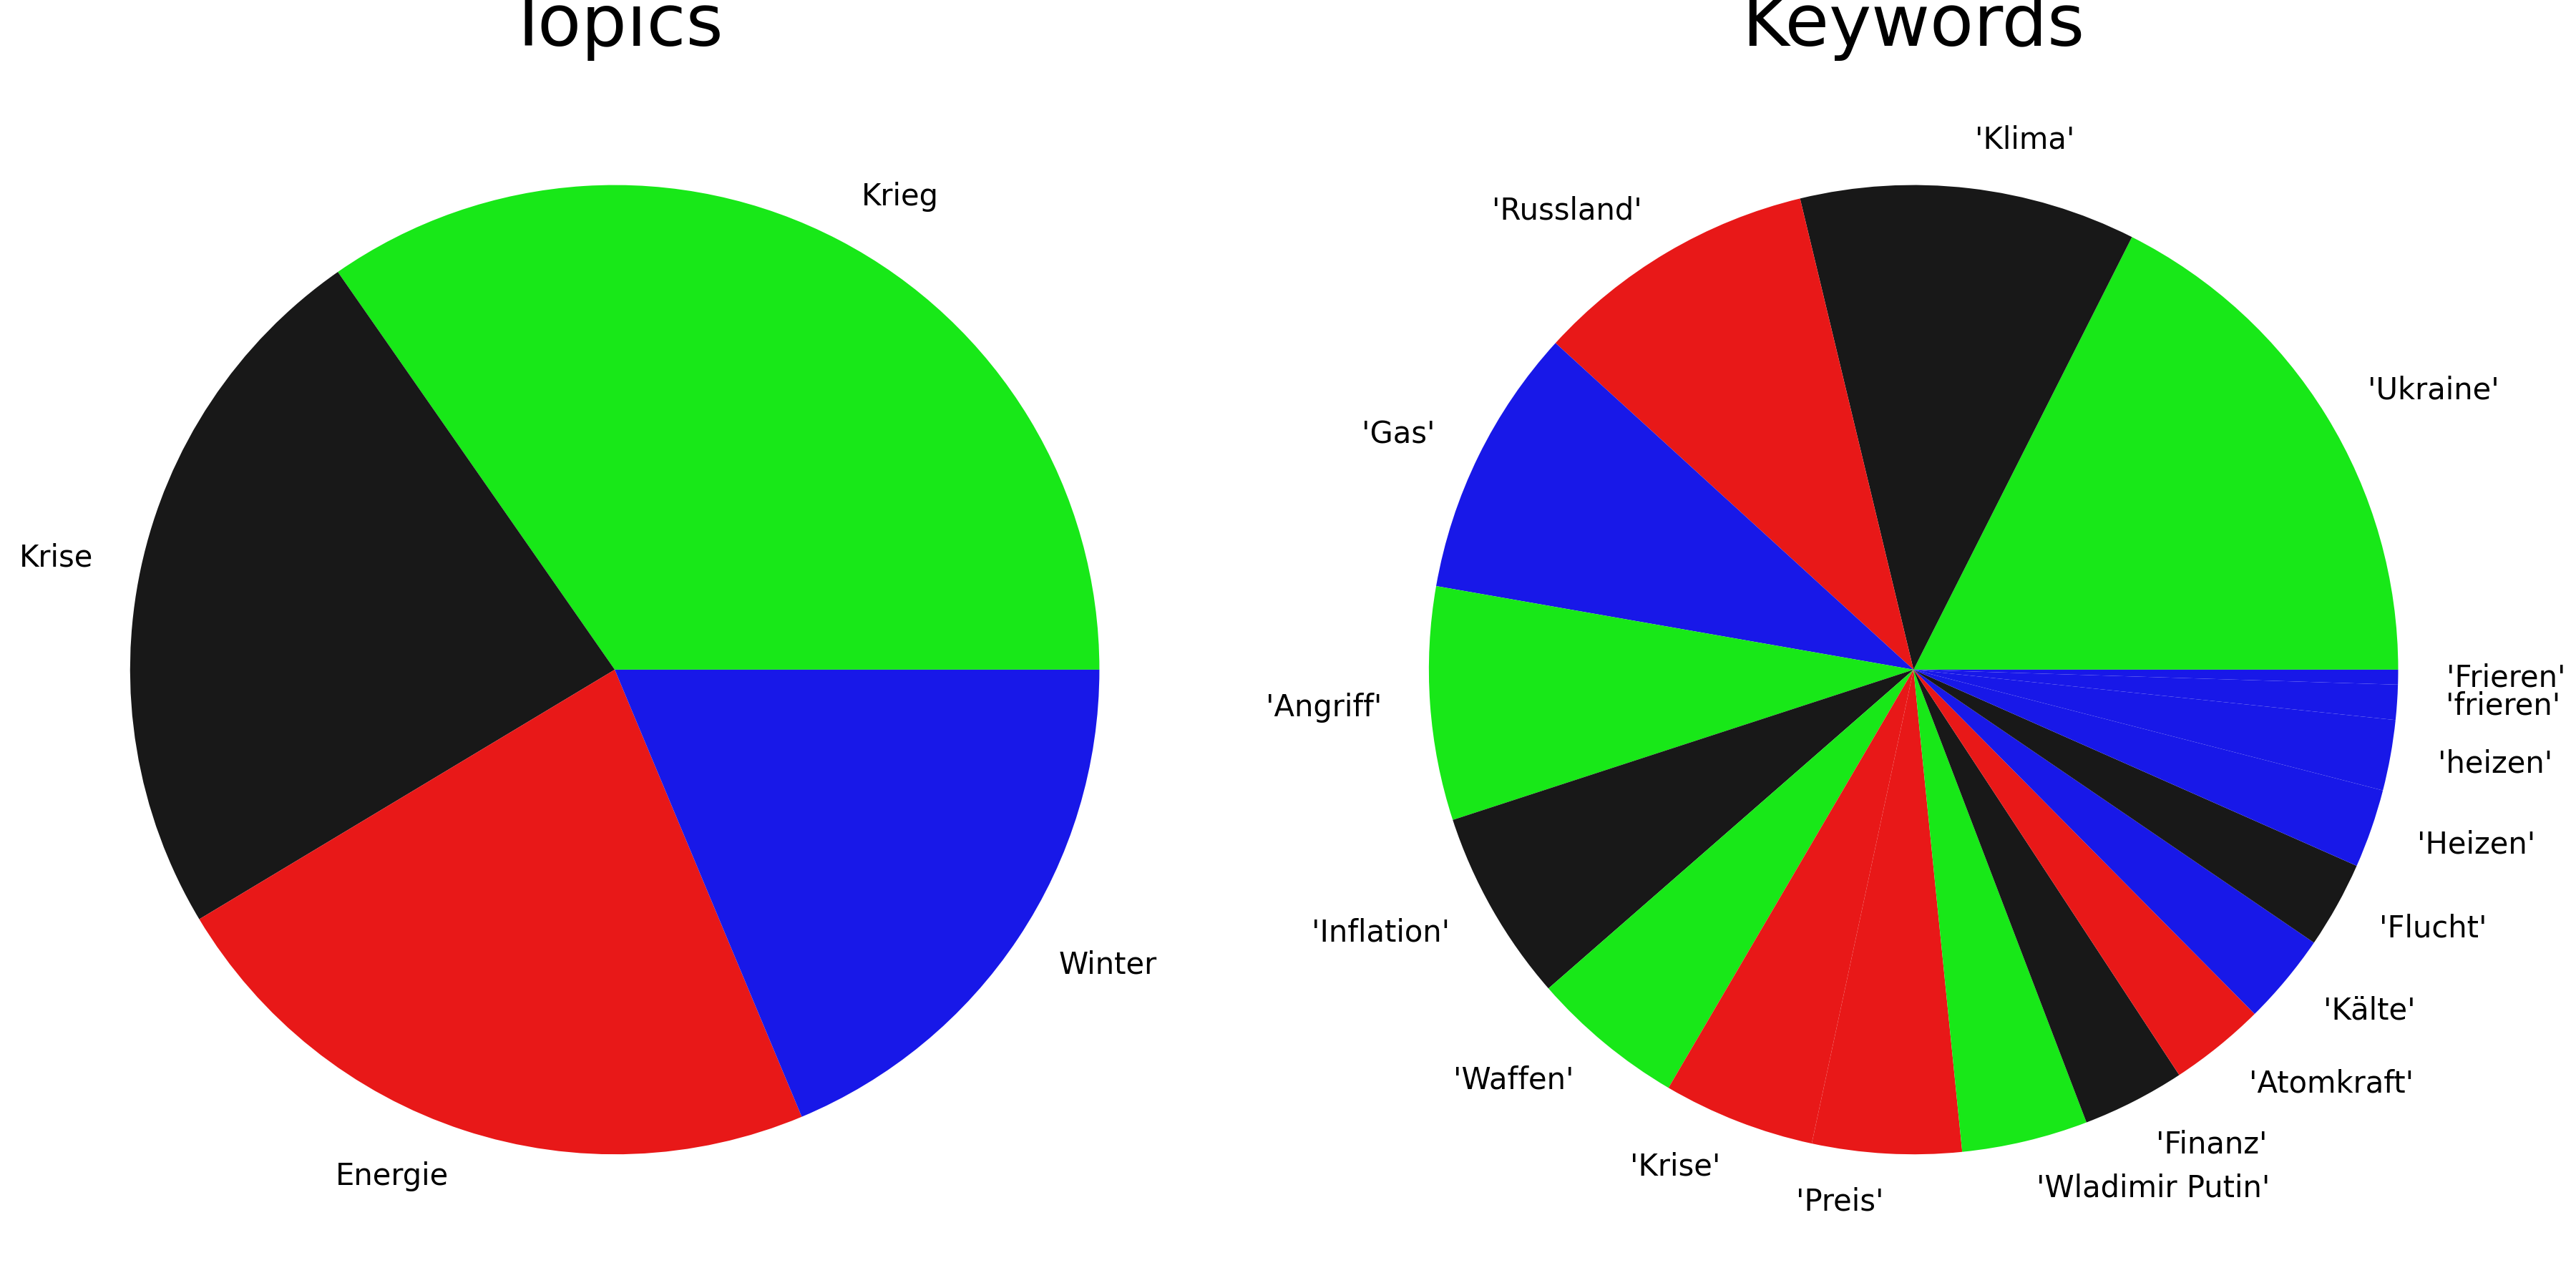 Topics
Krieg
Krise
Energie
Winter
Keywords
'Ukraine'
'Klima'
'Russland'
'Gas'
'Angriff'
'Inflation'
'Waffen'
'Krise'
'Preis'
'Wladimir Putin'
'Finanz'
'Atomkraft'
'Kälte'
'Flucht'
'Heizen'
'heizen'
'frieren'
'Frieren'